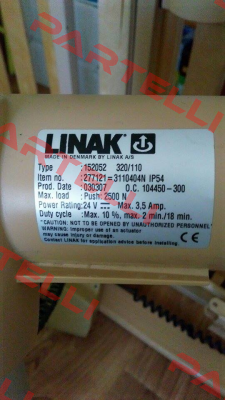 PARTELLI
LINAK
MADE IN DENMARK BY LINAK A/S
Type : 152052 320/110
Item no. : 277121=3110404N IP54
Prod. Date : 030307 O.C. 104450-300
Max. load : Push: 2500 N
Power Rating: 24 V ⎓ Max. 3,5 Amp.
Duty cycle : Max. 10 %, max. 2 min./18 min.
CAUTION: NOT TO BE OPENED BY UNAUTHORIZED PERSONNEL
WARNING: Improper use of an actuator
may cause injury or damage.
Contact LINAK for application advice before installing
PARTELLI
PARTELLI
PARTELLI